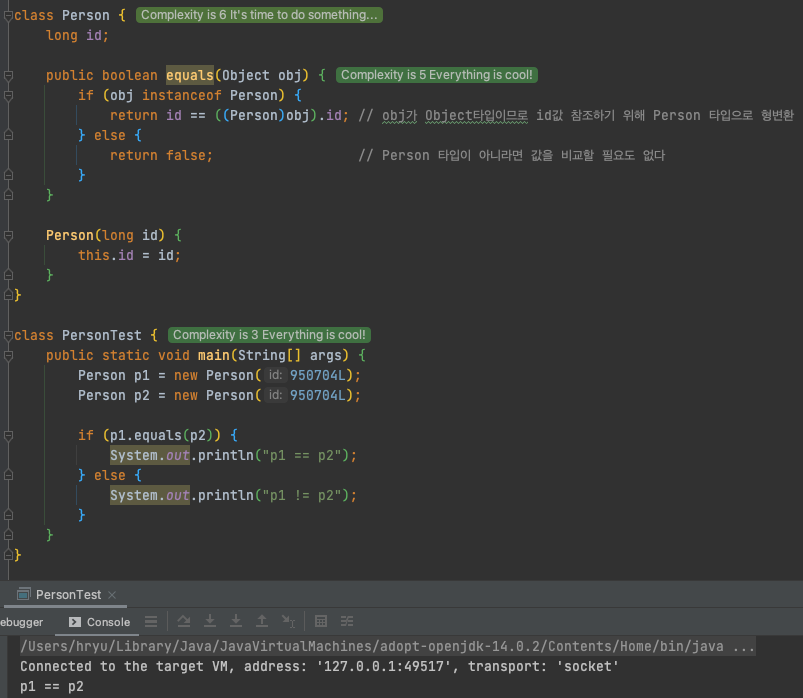 class Person { Complexity is 6 It's time to do something...
    long id;

    public boolean equals(Object obj) { Complexity is 5 Everything is cool!
        if (obj instanceof Person) {
            return id == ((Person)obj).id; // obj가 Object타입이므로 id값 참조하기 위해 Person 타입으로 형변환
        } else {
            return false;                  // Person 타입이 아니라면 값을 비교할 필요도 없다
        }
    }

    Person(long id) {
        this.id = id;
    }
}

class PersonTest { Complexity is 3 Everything is cool!
    public static void main(String[] args) {
        Person p1 = new Person( id: 950704L);
        Person p2 = new Person( id: 950704L);

        if (p1.equals(p2)) {
            System.out.println("p1 == p2");
        } else {
            System.out.println("p1 != p2");
        }
    }
}
PersonTest ×
ebugger Console
/Users/hryu/Library/Java/JavaVirtualMachines/adopt-openjdk-14.0.2/Contents/Home/bin/java ...
Connected to the target VM, address: '127.0.0.1:49517', transport: 'socket'
p1 == p2